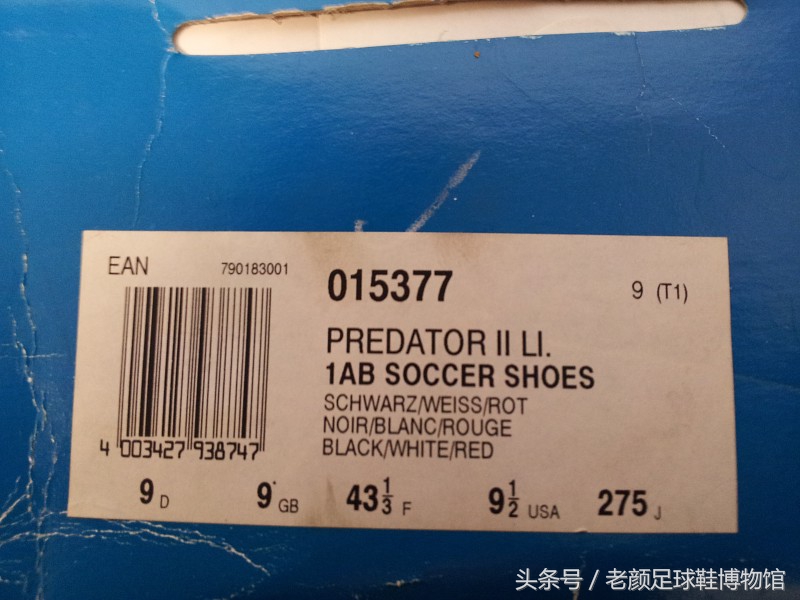 EAN 790183001
015377
9 (T1)
PREDATOR II LI.
1AB SOCCER SHOES
SCHWARZ/WEISS/ROT
NOIR/BLANC/ROUGE
BLACK/WHITE/RED
4 003427 938747
9 D 9 GB 43 1/3 F 9 1/2 USA 275 J
头条号 / 老颜足球鞋博物馆